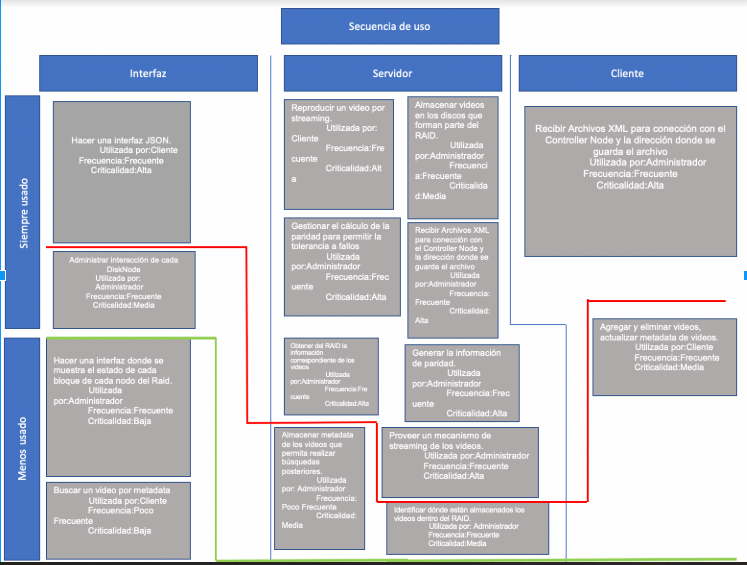 Secuencia de uso
Interfaz
Servidor
Cliente
Siempre usado
Menos usado
Hacer una interfaz JSON.
Utilizada por:Cliente
Frecuencia:Frecuente
Criticalidad:Alta
Administrar interacción de cada
DiskNode
Utilizada por:
Administrador
Frecuencia:Frecuente
Criticalidad:Media
Hacer una interfaz donde se
muestra el estado de cada
bloque de cada nodo del Raid.
Utilizada
por:Administrador
Frecuencia:Frecuente
Criticalidad:Baja
Buscar un video por metadata
Utilizada por:Cliente
Frecuencia:Poco
Frecuente
Criticalidad:Baja
Reproducir un video por
streaming.
Utilizada por:
Cliente
Frecuencia:Fre
cuente
Criticalidad:Alt
a
Almacenar videos
en los discos que
forman parte del
RAID.
Utilizada
por:Administrador
Frecuenci
a:Frecuente
Criticalida
d:Media
Gestionar el cálculo de la
paridad para permitir la
tolerancia a fallos
Utilizada
por:Administrador
Frecuencia:Frec
uente
Criticalidad:Alta
Recibir Archivos XML
para conección con
el Controller Node y
la dirección donde se
guarda el archivo
Utilizada
por:Administrador
Frecuencia:
Frecuente
Criticalidad:
Alta
Obtener del RAID la
información
correspondiente de los
videos
Utilizada
por:Administrador
Frecuencia:Fre
cuente
Criticalidad:Alta
Generar la información
de paridad.
Utilizada
por:Administrador
Frecuencia:Frec
uente
Criticalidad:Alta
Almacenar metadata
de los videos que
permita realizar
búsquedas
posteriores.
Utilizada
por: Administrador
Frecuencia:
Poco Frecuente
Criticalidad:
Media
Proveer un mecanismo de
streaming de los videos.
Utilizada por:Administrador
Frecuencia:Frecuente
Criticalidad:Alta
Identificar dónde están almacenados los
videos dentro del RAID.
Utilizada por: Administrador
Frecuencia:Frecuente
Criticalidad:Media
Recibir Archivos XML para conección con el
Controller Node y la dirección donde se
guarda el archivo
Utilizada por:Administrador
Frecuencia:Frecuente
Criticalidad:Alta
Agregar y eliminar videos,
actualizar metadata de videos.
Utilizada por:Cliente
Frecuencia:Frecuente
Criticalidad:Media